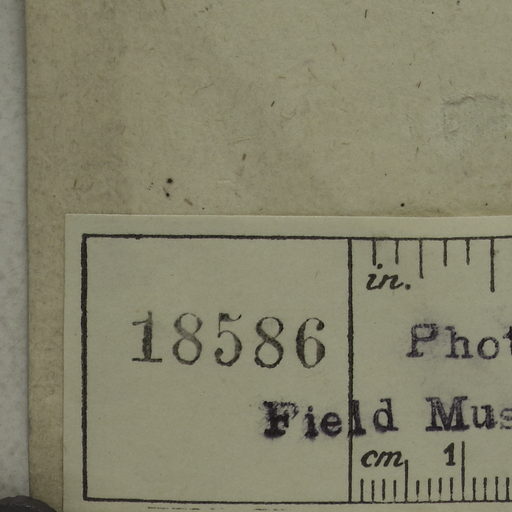 in.
18586
Phot
Field Mus
cm 1